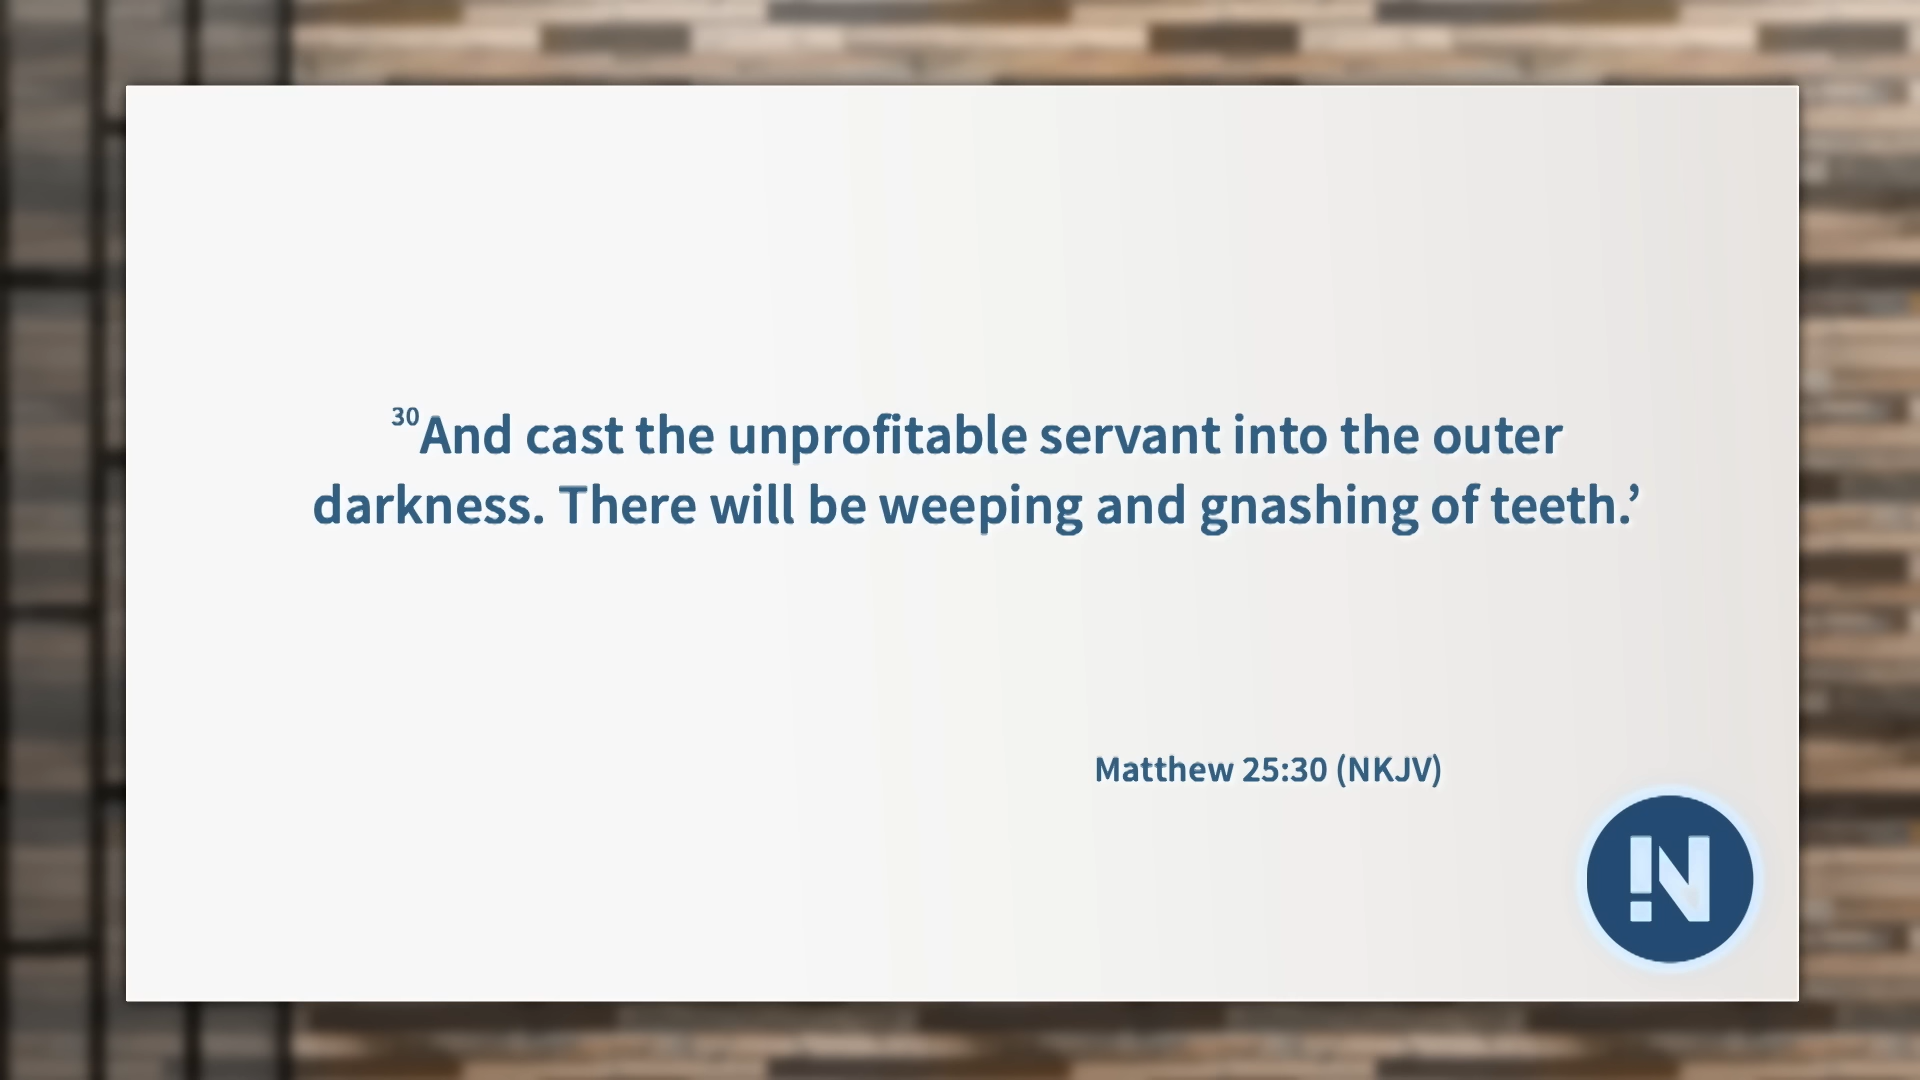 30And cast the unprofitable servant into the outer
darkness. There will be weeping and gnashing of teeth.’
Matthew 25:30 (NKJV)
N